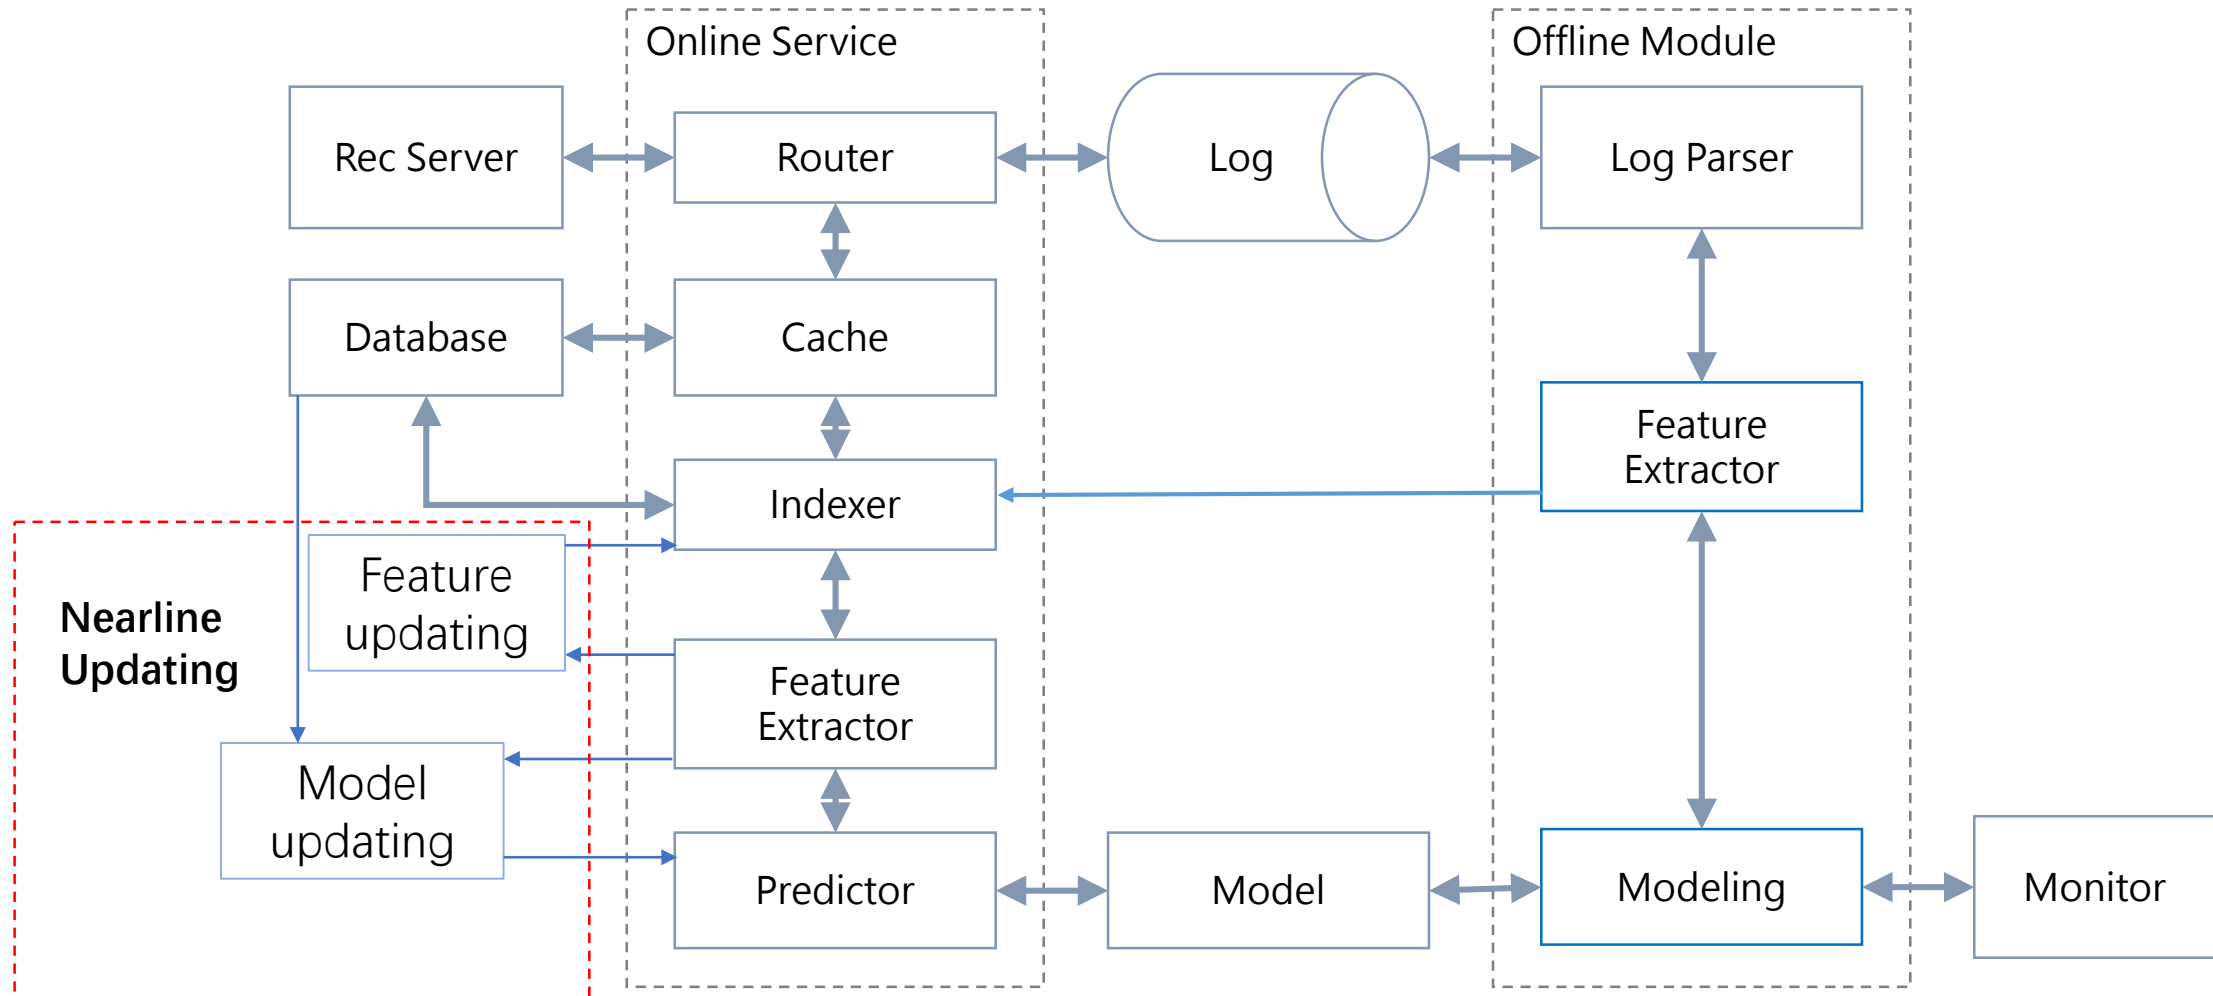 Online Service
Offline Module
Rec Server
Router
Log
Log Parser
Database
Cache
Feature
Extractor
Indexer
Feature
updating
Nearline
Updating
Feature
Extractor
Model
updating
Predictor
Model
Modeling
Monitor